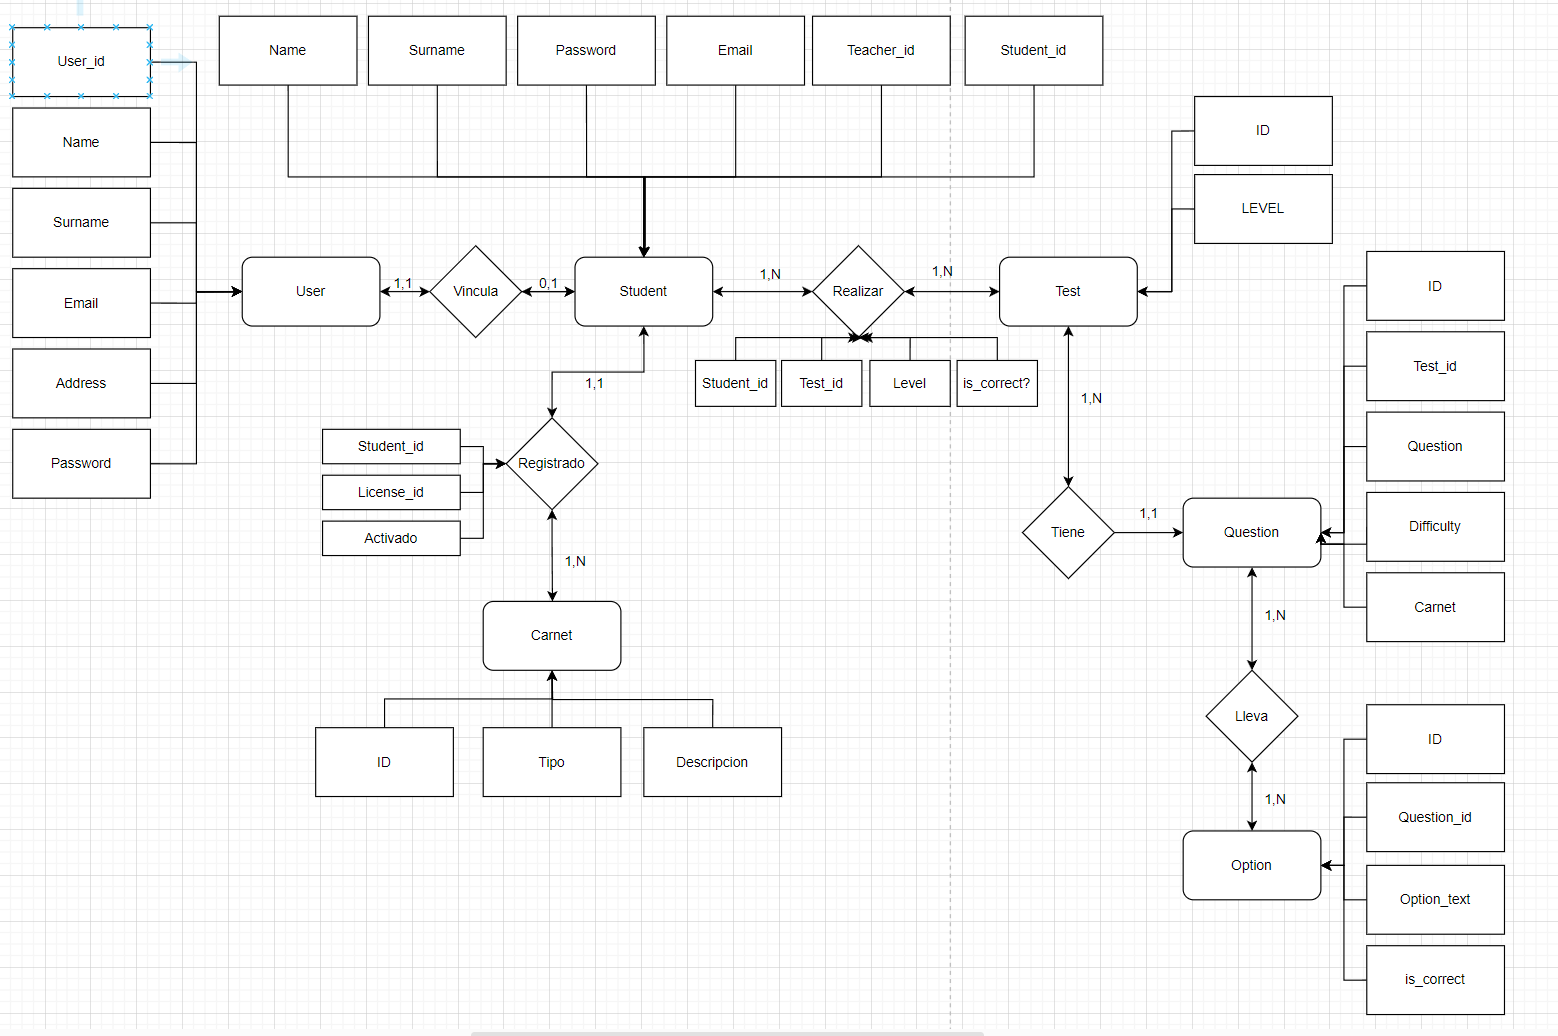 User_id
Name
Surname
Email
Address
Password
Name
Surname
Password
Email
Teacher_id
Student_id
User
1,1
Vincula
0,1
Student
1,N
Realizar
1,N
Test
ID
LEVEL
Student_id
Test_id
Level
is_correct?
1,1
Student_id
License_id
Activado
Registrado
1,N
Carnet
ID
Tipo
Descripcion
1,N
Tiene
1,1
Question
ID
Test_id
Question
Difficulty
Carnet
1,N
Lleva
1,N
Option
ID
Question_id
Option_text
is_correct